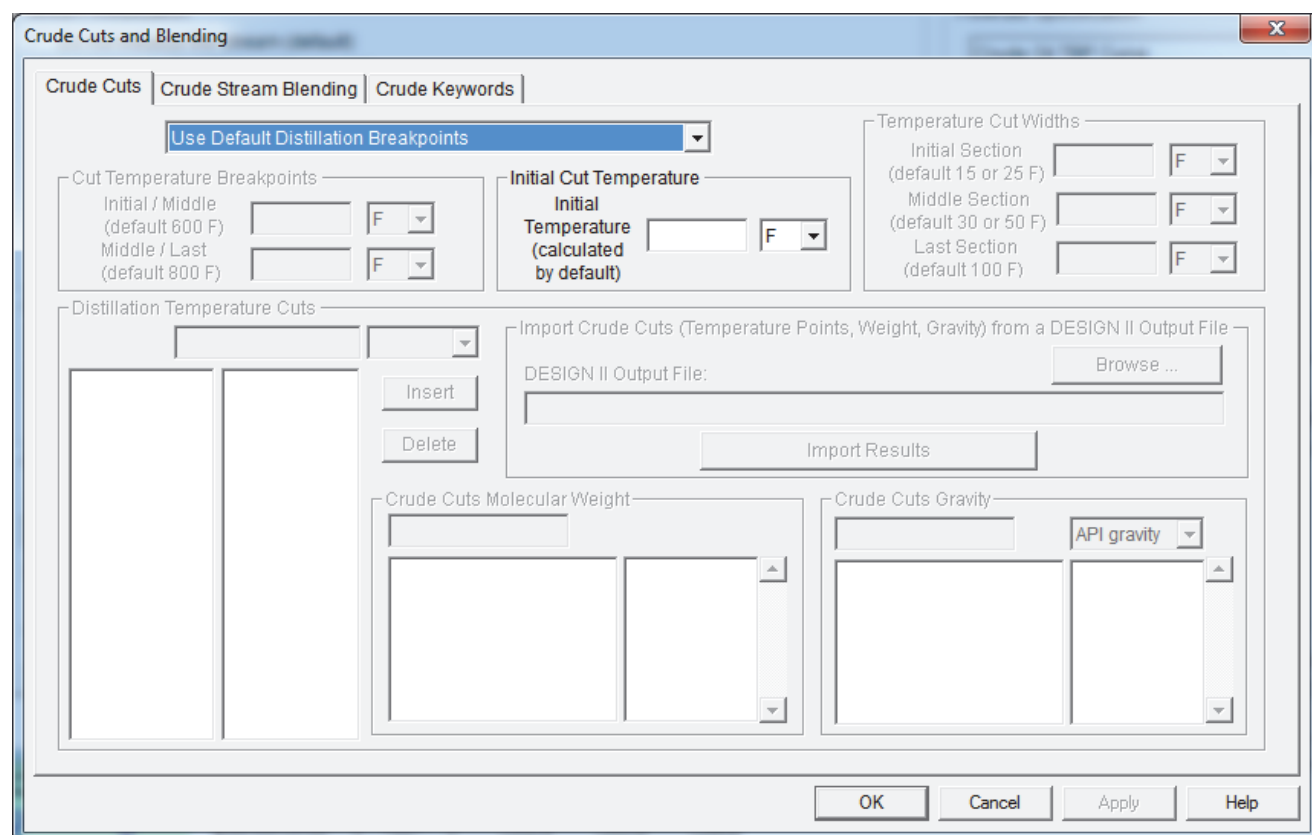 Crude Cuts and Blending
Crude Cuts
Crude Stream Blending
Crude Keywords
Use Default Distillation Breakpoints
Cut Temperature Breakpoints
Initial / Middle
(default 600 F)
F
Middle / Last
(default 800 F)
F
Initial Cut Temperature
Initial
Temperature
(calculated
by default)
F
Temperature Cut Widths
Initial Section
(default 15 or 25 F)
F
Middle Section
(default 30 or 50 F)
F
Last Section
(default 100 F)
F
Distillation Temperature Cuts
Insert
Delete
Import Crude Cuts (Temperature Points, Weight, Gravity) from a DESIGN II Output File
DESIGN II Output File:
Browse ...
Import Results
Crude Cuts Molecular Weight
Crude Cuts Gravity
API gravity
OK
Cancel
Apply
Help